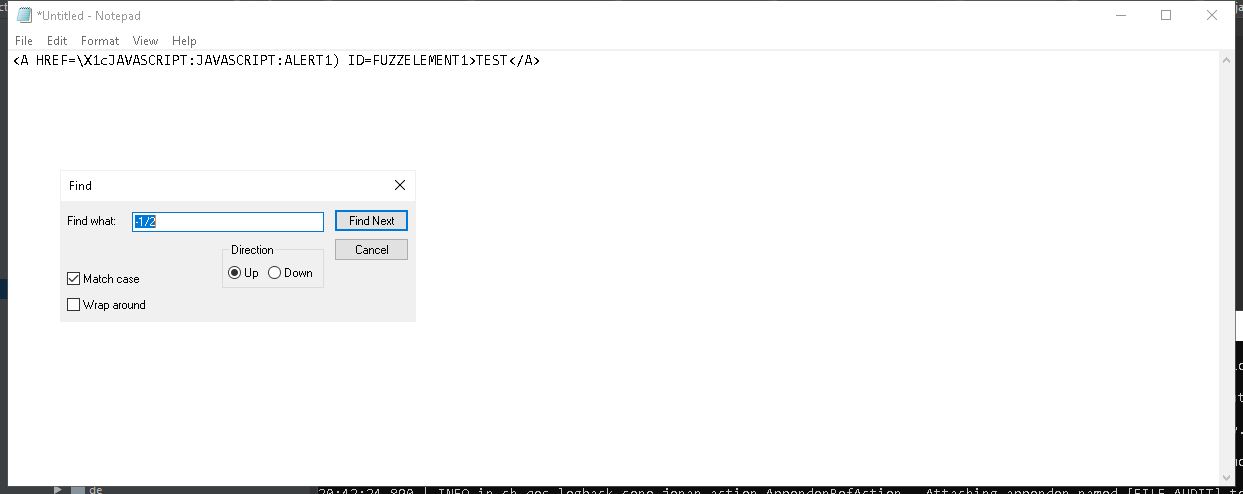 *Untitled - Notepad
File Edit Format View Help
<A HREF=\X1cJAVASCRIPT:JAVASCRIPT:ALERT1) ID=FUZZELEMENT1>TEST</A>
Find
Find what: -1/2 Find Next
Direction Cancel
Up Down
Match case
Wrap around
de
20:42:24,890 | INFO in ch.qos.logback.core.joran.action.AppenderRefAction - Attaching appender named [FILE_AUDIT]